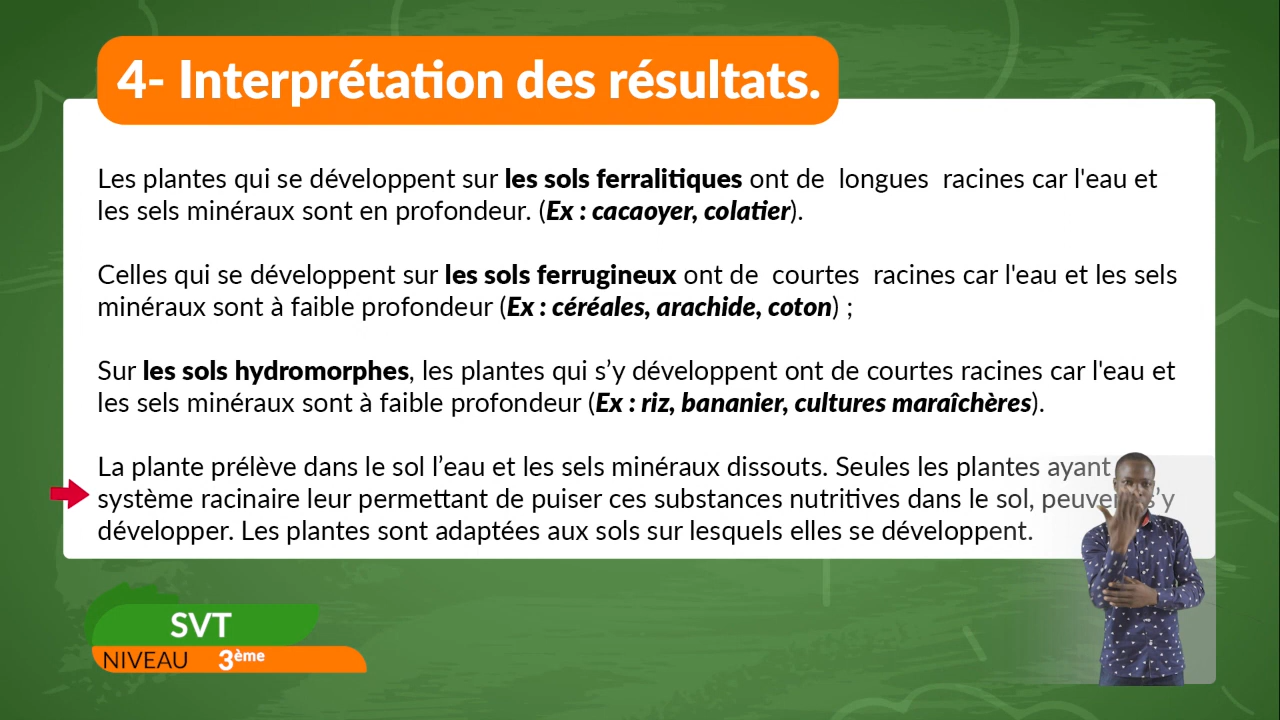 4- Interprétation des résultats.
Les plantes qui se développent sur les sols ferralitiques ont de longues racines car l'eau et
les sels minéraux sont en profondeur. (Ex : cacaoyer, colatier).
Celles qui se développent sur les sols ferrugineux ont de courtes racines car l'eau et les sels
minéraux sont à faible profondeur (Ex : céréales, arachide, coton) ;
Sur les sols hydromorphes, les plantes qui s’y développent ont de courtes racines car l'eau et
les sels minéraux sont à faible profondeur (Ex : riz, bananier, cultures maraîchères).
La plante prélève dans le sol l’eau et les sels minéraux dissouts. Seules les plantes ayant
système racinaire leur permettant de puiser ces substances nutritives dans le sol, s’y
développer. Les plantes sont adaptées aux sols sur lesquels elles se développent.
SVT
NIVEAU 3ème